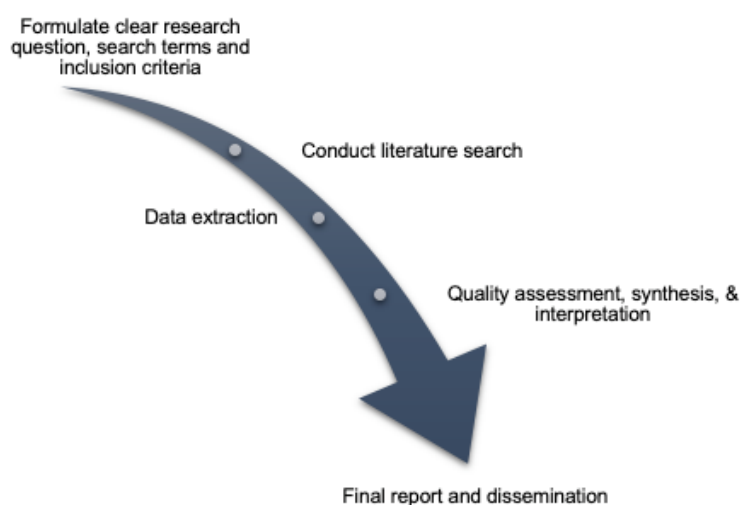 Formulate clear research
question, search terms and
inclusion criteria
Conduct literature search
Data extraction
Quality assessment, synthesis, &
interpretation
Final report and dissemination